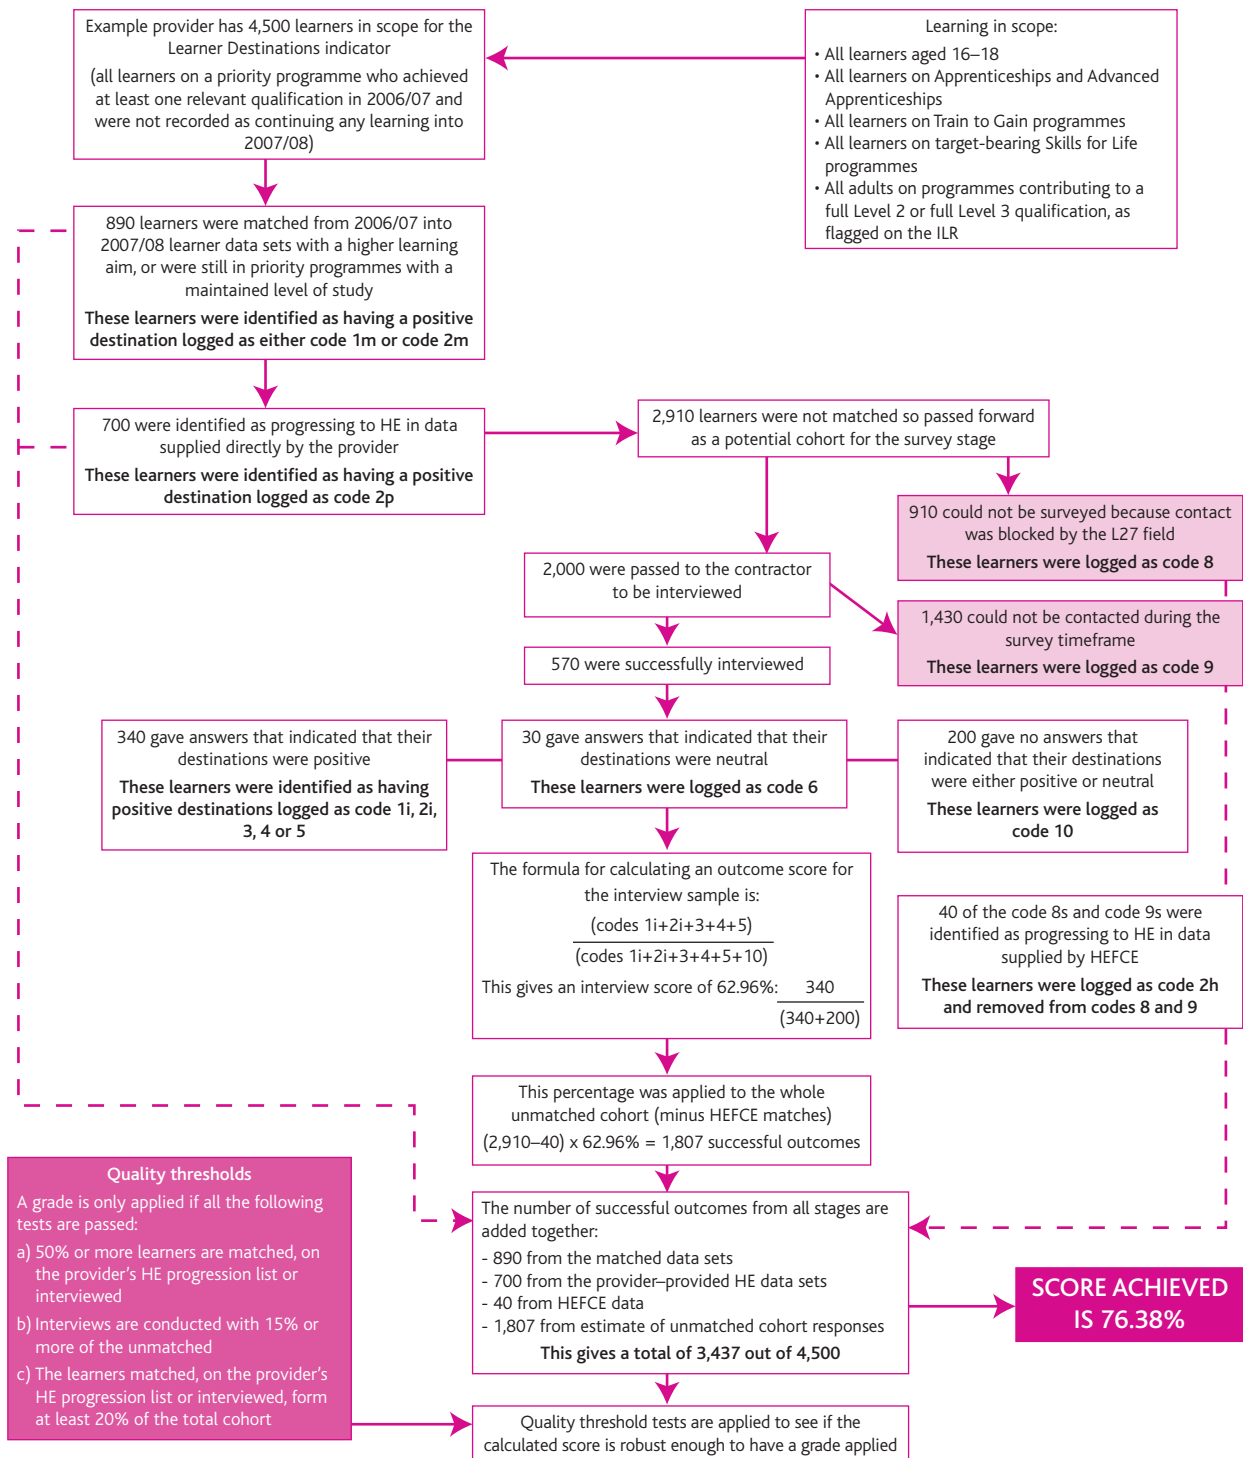 Example provider has 4,500 learners in scope for the
Learner Destinations indicator
(all learners on a priority programme who achieved
at least one relevant qualification in 2006/07 and
were not recorded as continuing any learning into
2007/08)
Learning in scope:
• All learners aged 16–18
• All learners on Apprenticeships and Advanced
Apprenticeships
• All learners on Train to Gain programmes
• All learners on target-bearing Skills for Life
programmes
• All adults on programmes contributing to a
full Level 2 or full Level 3 qualification, as
flagged on the ILR
890 learners were matched from 2006/07 into
2007/08 learner data sets with a higher learning
aim, or were still in priority programmes with a
maintained level of study
These learners were identified as having a positive
destination logged as either code 1m or code 2m
700 were identified as progressing to HE in data
supplied directly by the provider
These learners were identified as having a positive
destination logged as code 2p
2,910 learners were not matched so passed forward
as a potential cohort for the survey stage
910 could not be surveyed because contact
was blocked by the L27 field
These learners were logged as code 8
2,000 were passed to the contractor
to be interviewed
1,430 could not be contacted during the
survey timeframe
These learners were logged as code 9
570 were successfully interviewed
340 gave answers that indicated that their
destinations were positive
These learners were identified as having
positive destinations logged as code 1i, 2i,
3, 4 or 5
30 gave answers that indicated that their
destinations were neutral
These learners were logged as code 6
200 gave no answers that
indicated that their destinations
were either positive or neutral
These learners were logged as
code 10
The formula for calculating an outcome score for
the interview sample is:
(codes 1i+2i+3+4+5)
(codes 1i+2i+3+4+5+10)
This gives an interview score of 62.96%: 340
(340+200)
40 of the code 8s and code 9s were
identified as progressing to HE in data
supplied by HEFCE
These learners were logged as code 2h
and removed from codes 8 and 9
This percentage was applied to the whole
unmatched cohort (minus HEFCE matches)
(2,910–40) x 62.96% = 1,807 successful outcomes
Quality thresholds
A grade is only applied if all the following
tests are passed:
a) 50% or more learners are matched, on
the provider's HE progression list or
interviewed
b) Interviews are conducted with 15% or
more of the unmatched
c) The learners matched, on the provider's
HE progression list or interviewed, form
at least 20% of the total cohort
The number of successful outcomes from all stages are
added together:
- 890 from the matched data sets
- 700 from the provider–provided HE data sets
- 40 from HEFCE data
- 1,807 from estimate of unmatched cohort responses
This gives a total of 3,437 out of 4,500
SCORE ACHIEVED
IS 76.38%
Quality threshold tests are applied to see if the
calculated score is robust enough to have a grade applied